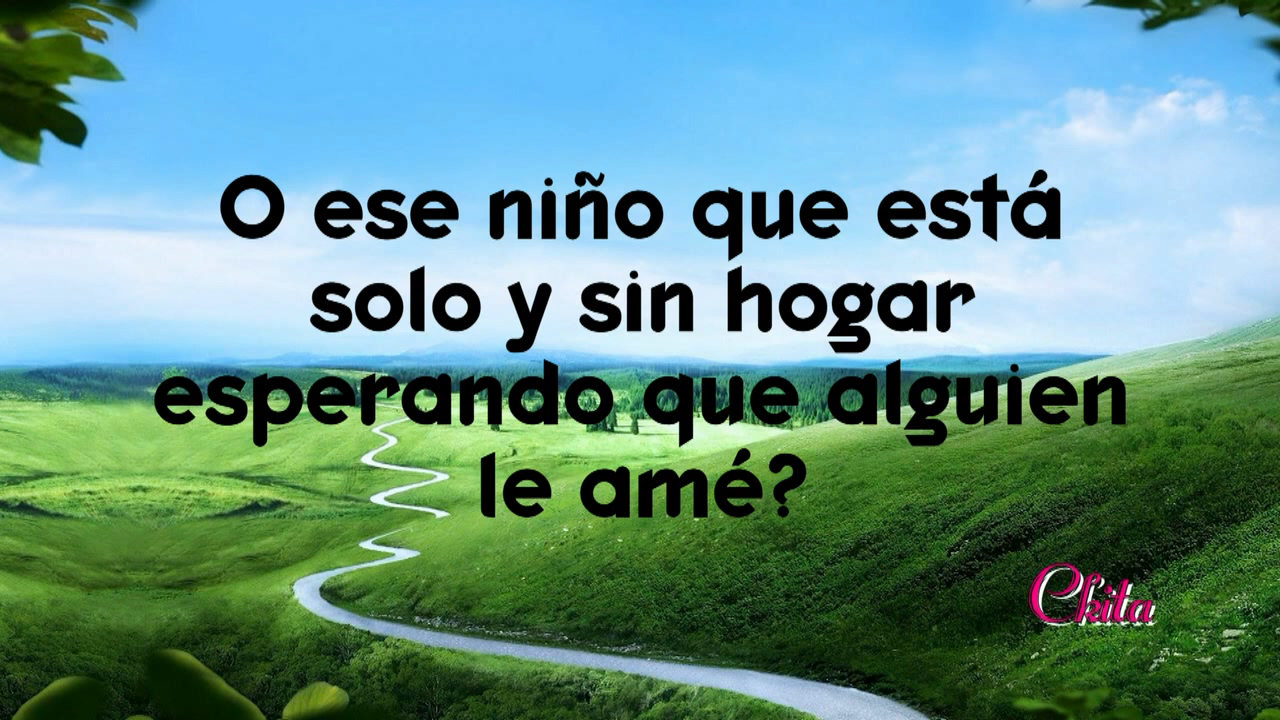 O ese niño que está
solo y sin hogar
esperando que alguien
le amé?
Ckita